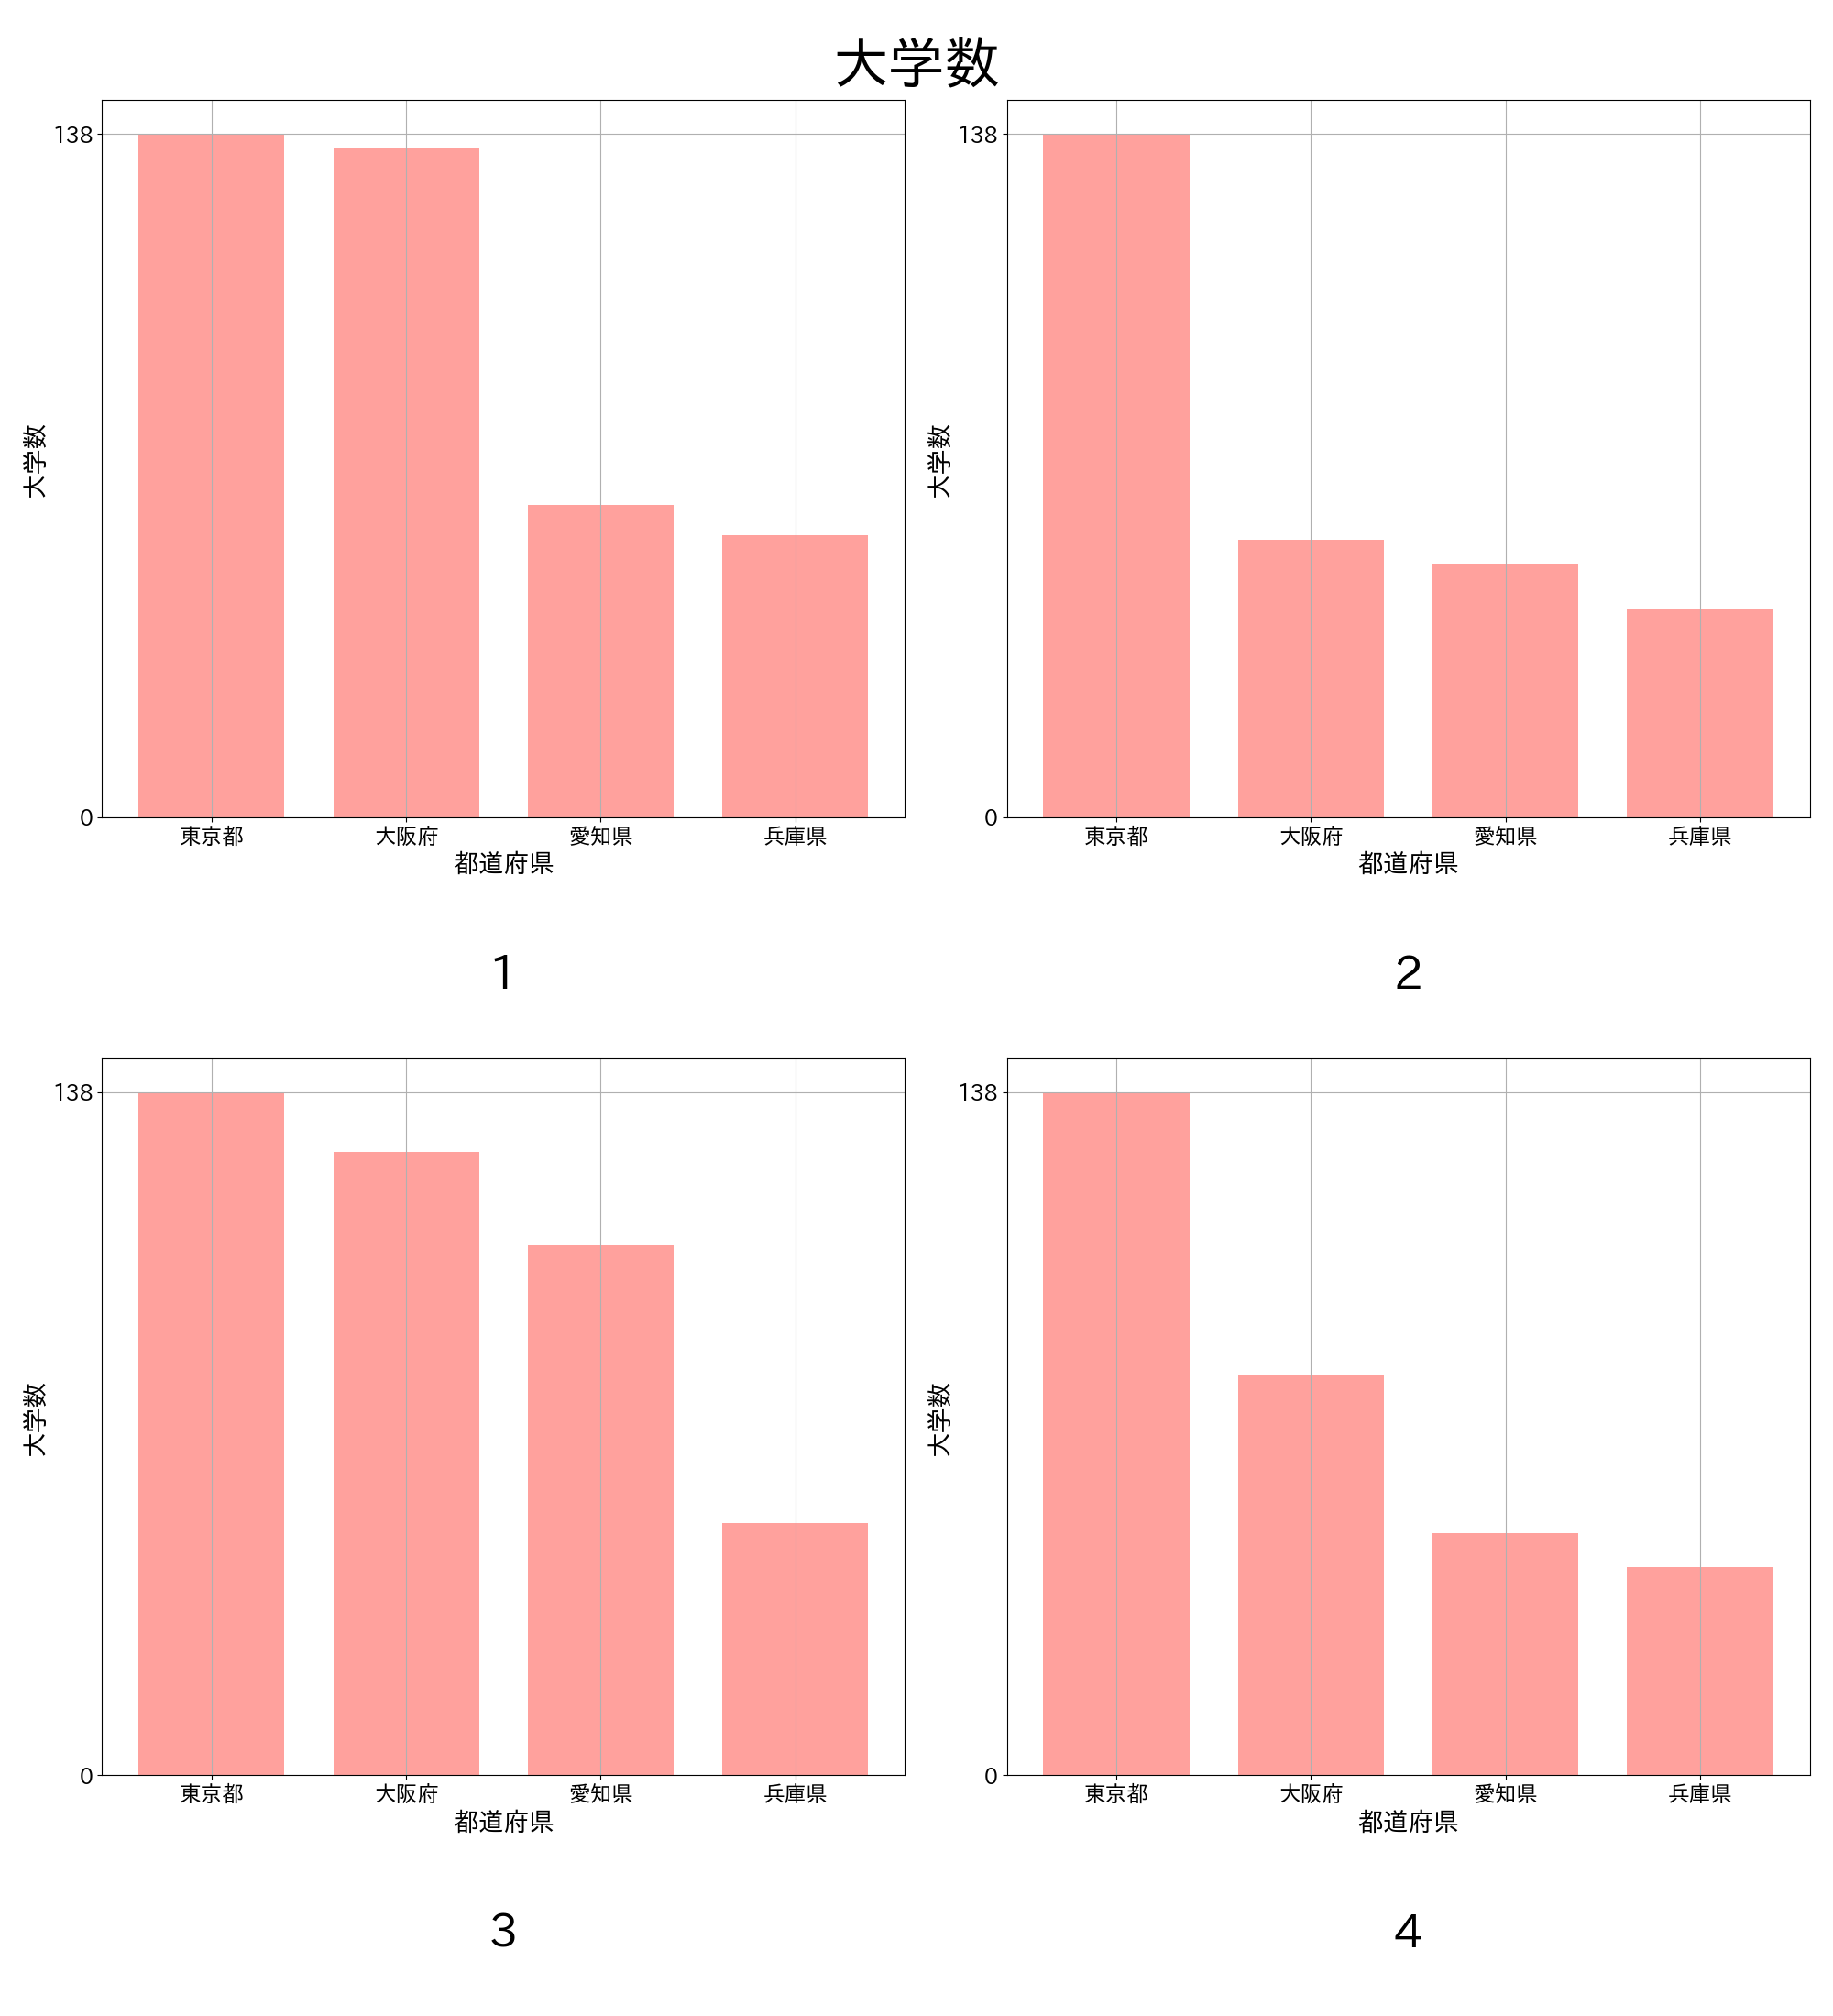 大学数
138
大学数
0
東京都 大阪府 愛知県 兵庫県
都道府県
1
138
大学数
0
東京都 大阪府 愛知県 兵庫県
都道府県
2
138
大学数
0
東京都 大阪府 愛知県 兵庫県
都道府県
3
138
大学数
0
東京都 大阪府 愛知県 兵庫県
都道府県
4